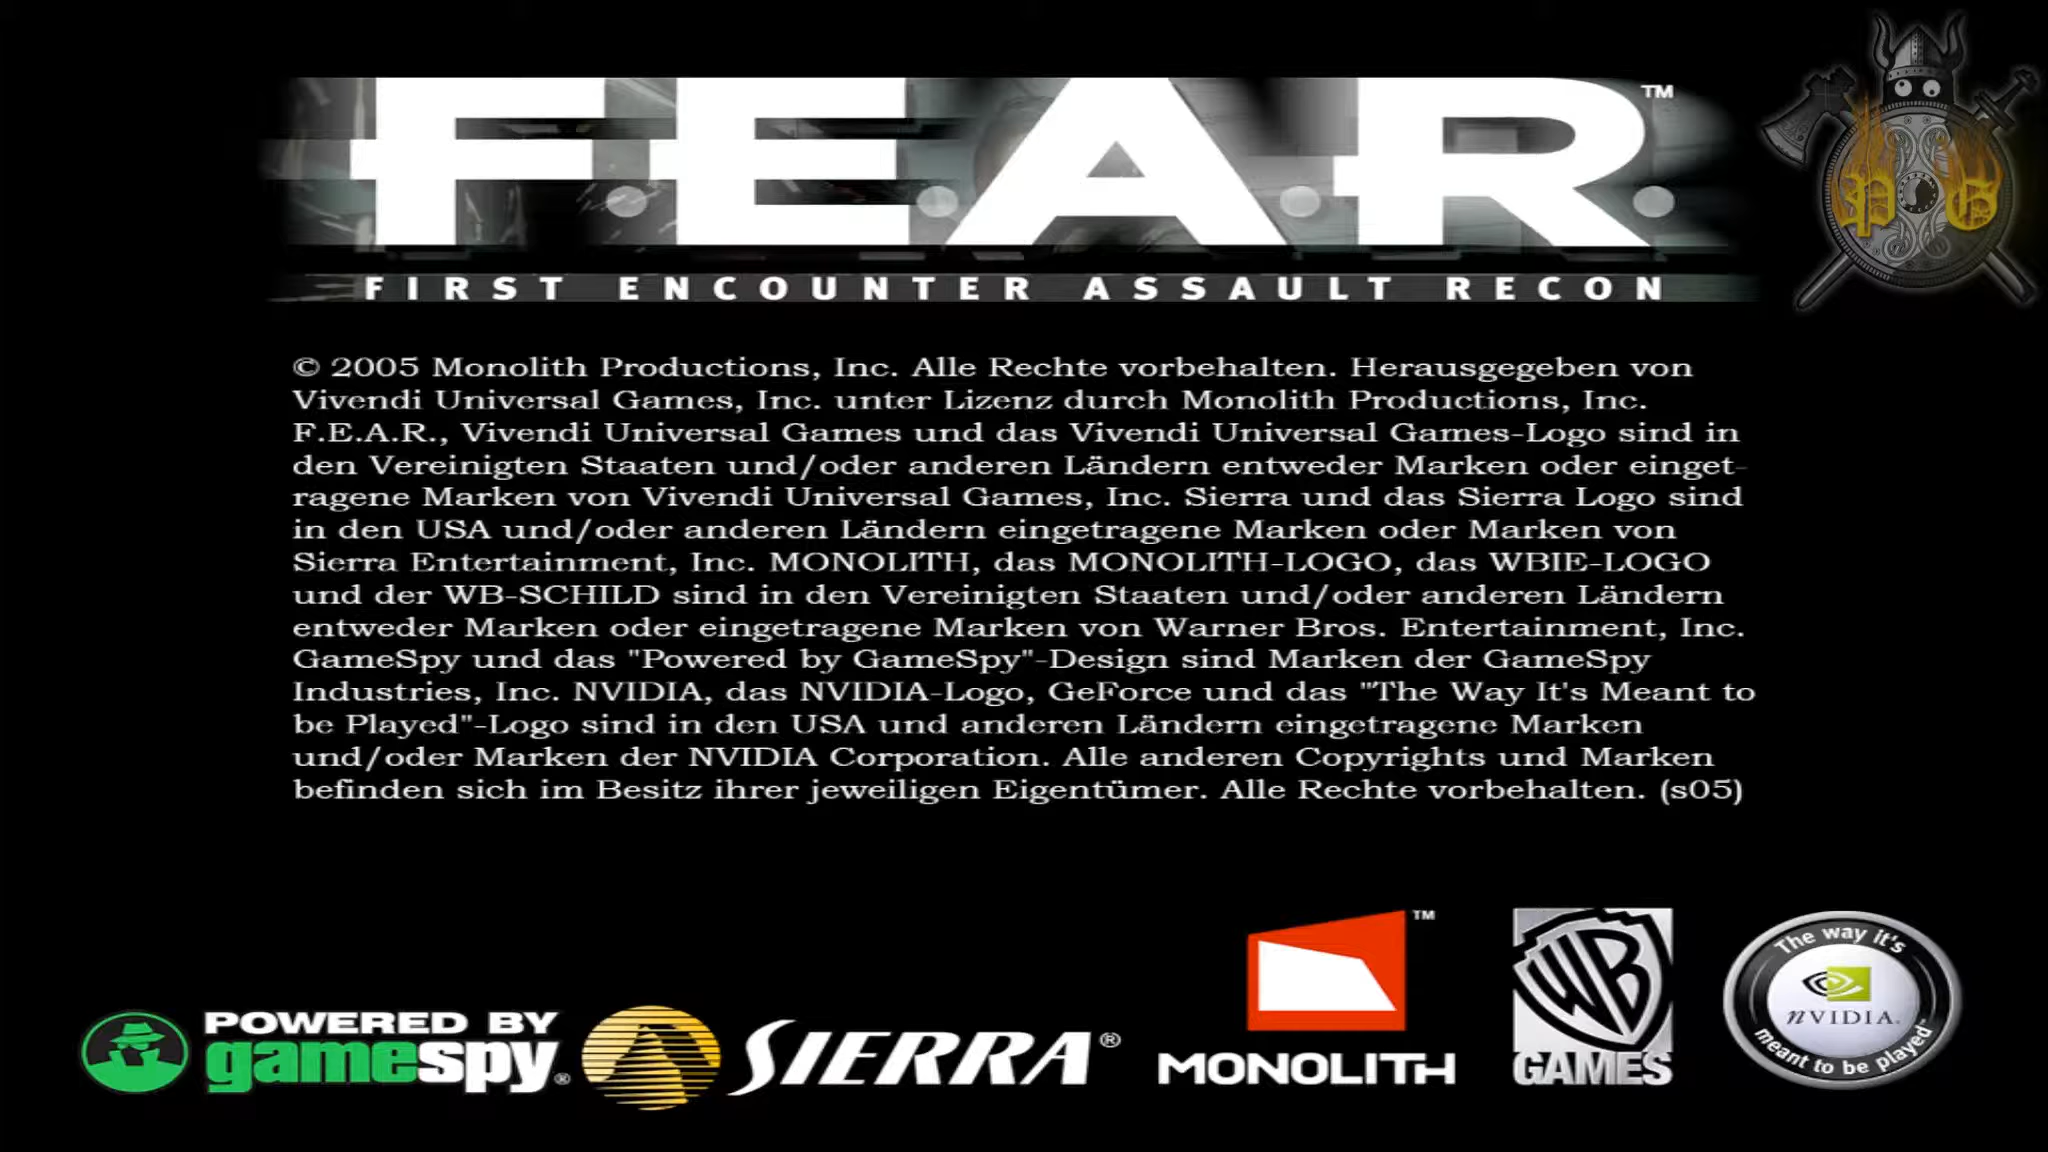 F.E.A.R.™
P G
FIRST ENCOUNTER ASSAULT RECON
© 2005 Monolith Productions, Inc. Alle Rechte vorbehalten. Herausgegeben von
Vivendi Universal Games, Inc. unter Lizenz durch Monolith Productions, Inc.
F.E.A.R., Vivendi Universal Games und das Vivendi Universal Games-Logo sind in
den Vereinigten Staaten und/oder anderen Ländern entweder Marken oder einget-
ragene Marken von Vivendi Universal Games, Inc. Sierra und das Sierra Logo sind
in den USA und/oder anderen Ländern eingetragene Marken oder Marken von
Sierra Entertainment, Inc. MONOLITH, das MONOLITH-LOGO, das WBIE-LOGO
und der WB-SCHILD sind in den Vereinigten Staaten und/oder anderen Ländern
entweder Marken oder eingetragene Marken von Warner Bros. Entertainment, Inc.
GameSpy und das "Powered by GameSpy"-Design sind Marken der GameSpy
Industries, Inc. NVIDIA, das NVIDIA-Logo, GeForce und das "The Way It's Meant to
be Played"-Logo sind in den USA und anderen Ländern eingetragene Marken
und/oder Marken der NVIDIA Corporation. Alle anderen Copyrights und Marken
befinden sich im Besitz ihrer jeweiligen Eigentümer. Alle Rechte vorbehalten. (s05)
POWERED BY
gamespy®
SIERRA®
™
MONOLITH
WB
GAMES
The way it's
nVIDIA.
meant to be played™